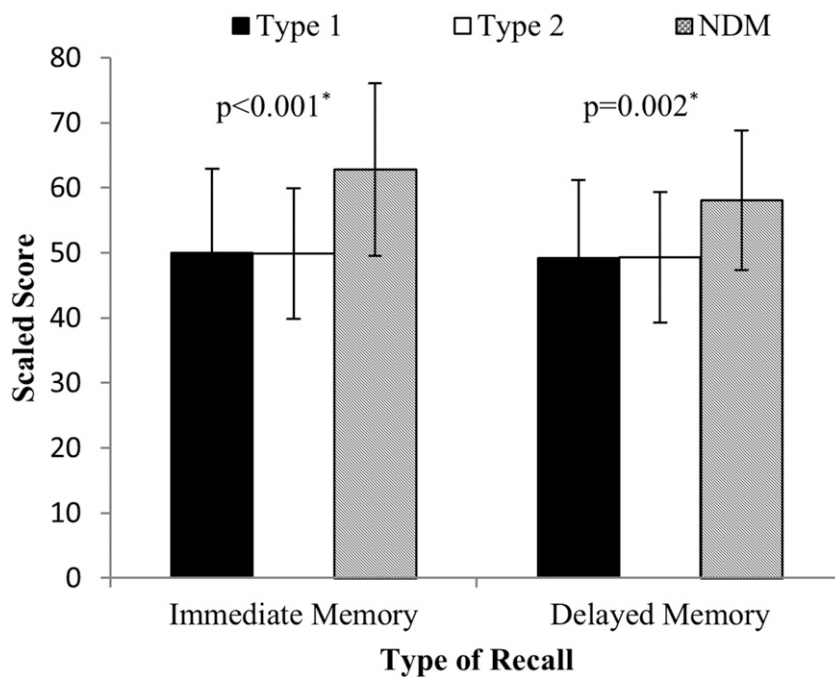 Type 1 Type 2 NDM
80
p<0.001* p=0.002*
70
60
50
40
30
20
10
0
Scaled Score
Immediate Memory Delayed Memory
Type of Recall